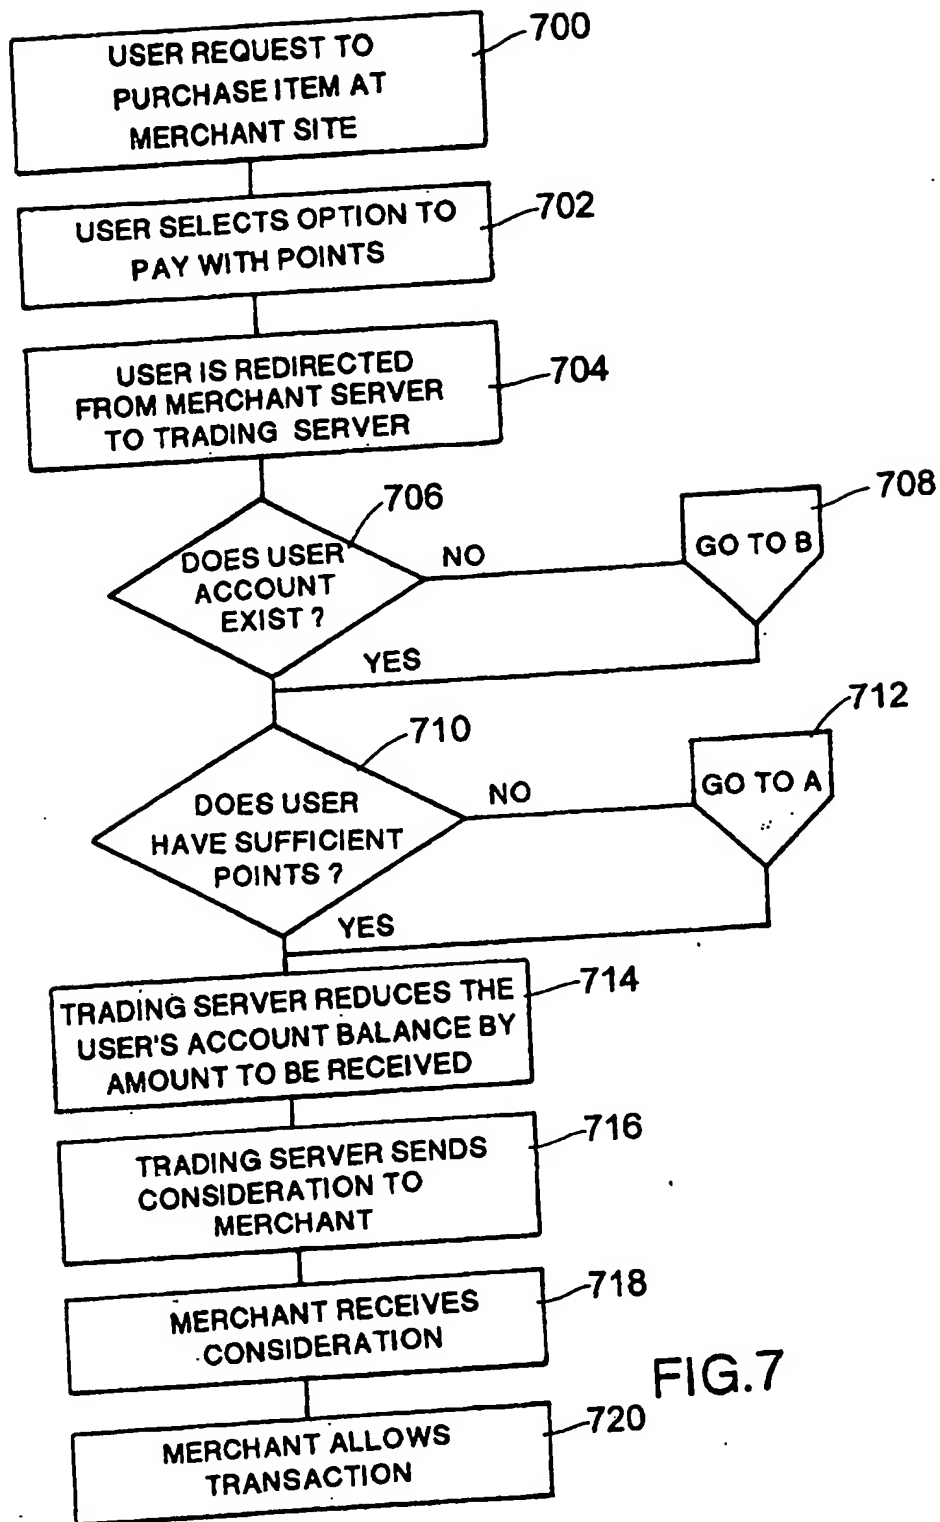 700
USER REQUEST TO
PURCHASE ITEM AT
MERCHANT SITE
702
USER SELECTS OPTION TO
PAY WITH POINTS
704
USER IS REDIRECTED
FROM MERCHANT SERVER
TO TRADING SERVER
706
708
DOES USER
ACCOUNT
EXIST ?
NO
GO TO B
YES
710
712
DOES USER
HAVE SUFFICIENT
POINTS ?
NO
GO TO A
YES
714
TRADING SERVER REDUCES THE
USER'S ACCOUNT BALANCE BY
AMOUNT TO BE RECEIVED
716
TRADING SERVER SENDS
CONSIDERATION TO
MERCHANT
718
MERCHANT RECEIVES
CONSIDERATION
FIG.7
720
MERCHANT ALLOWS
TRANSACTION